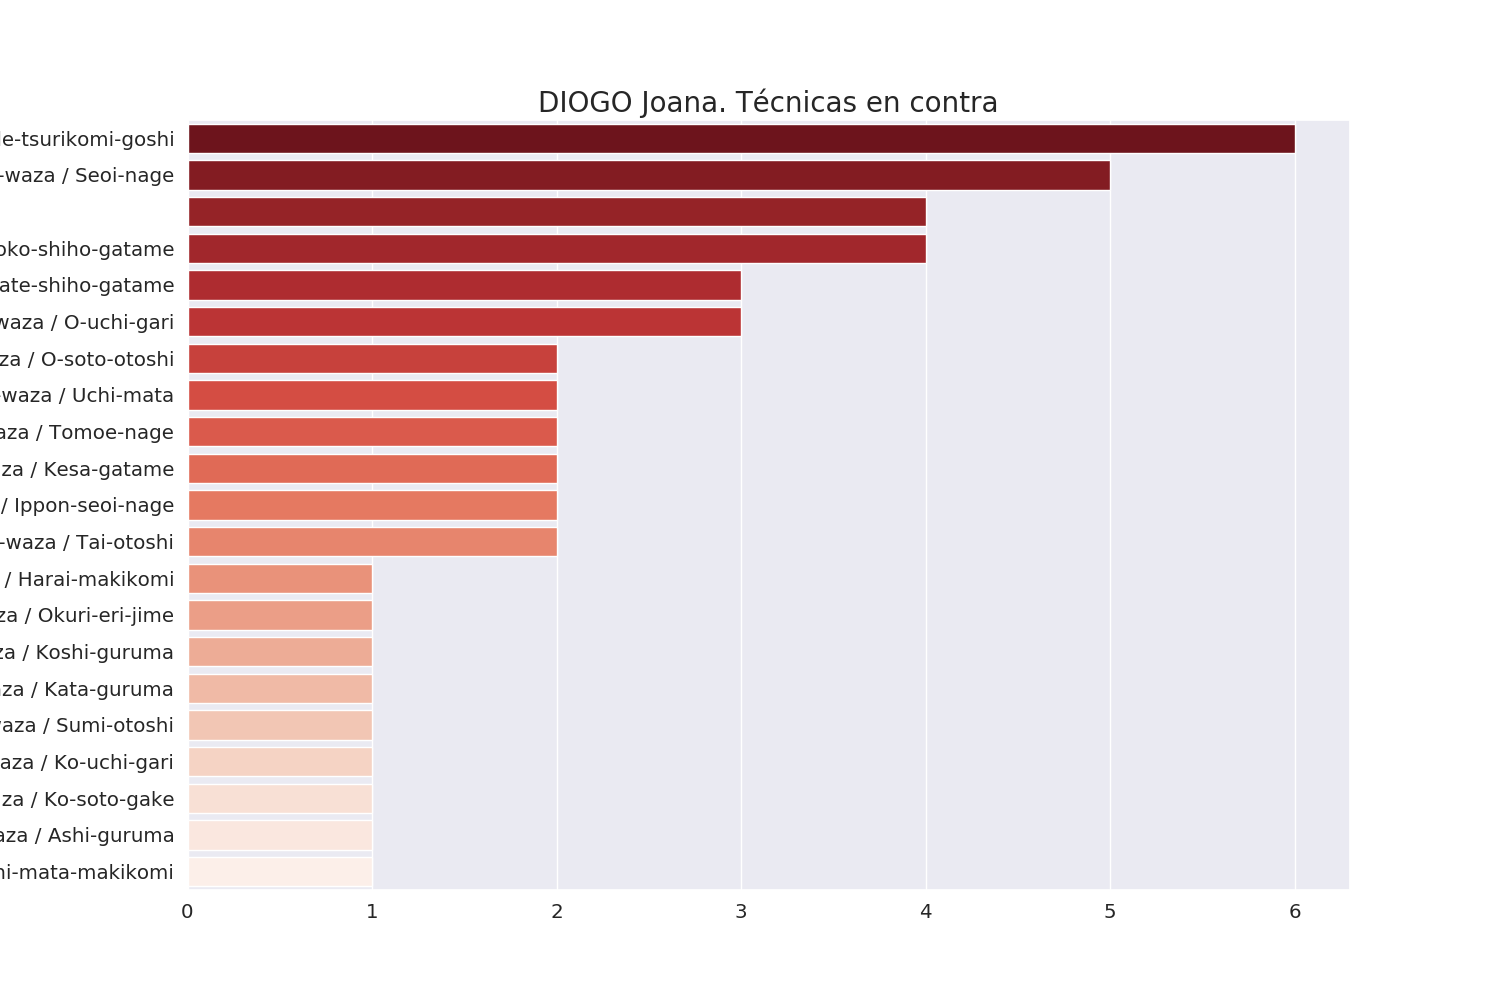 DIOGO Joana. Técnicas en contra
le-tsurikomi-goshi
-waza / Seoi-nage
oko-shiho-gatame
ate-shiho-gatame
waza / O-uchi-gari
za / O-soto-otoshi
-waza / Uchi-mata
aza / Tomoe-nage
za / Kesa-gatame
/ Ippon-seoi-nage
-waza / Tai-otoshi
/ Harai-makikomi
za / Okuri-eri-jime
za / Koshi-guruma
za / Kata-guruma
aza / Sumi-otoshi
aza / Ko-uchi-gari
za / Ko-soto-gake
aza / Ashi-guruma
hi-mata-makikomi
0 1 2 3 4 5 6